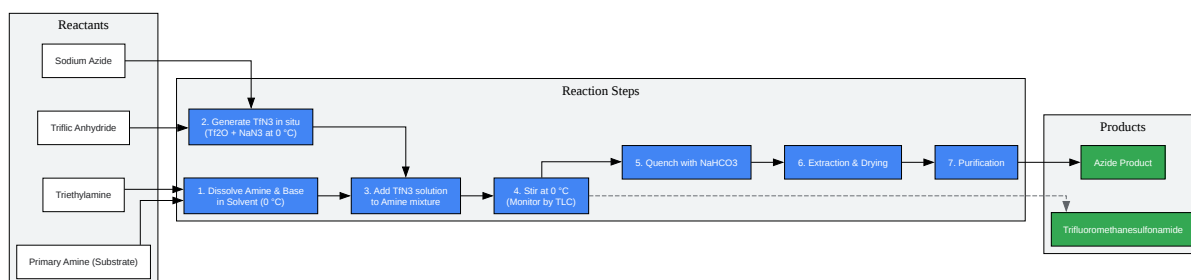 Reactants
Sodium Azide
Triflic Anhydride
Triethylamine
Primary Amine (Substrate)
Reaction Steps
2. Generate TfN3 in situ
(Tf2O + NaN3 at 0 °C)
1. Dissolve Amine & Base
in Solvent (0 °C)
3. Add TfN3 solution
to Amine mixture
4. Stir at 0 °C
(Monitor by TLC)
5. Quench with NaHCO3
6. Extraction & Drying
7. Purification
Products
Azide Product
Trifluoromethanesulfonamide